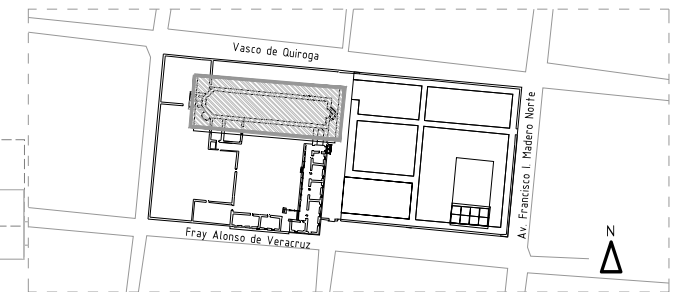 Vasco de Quiroga
Av. Francisco I. Madero Norte
Fray Alonso de Veracruz
N